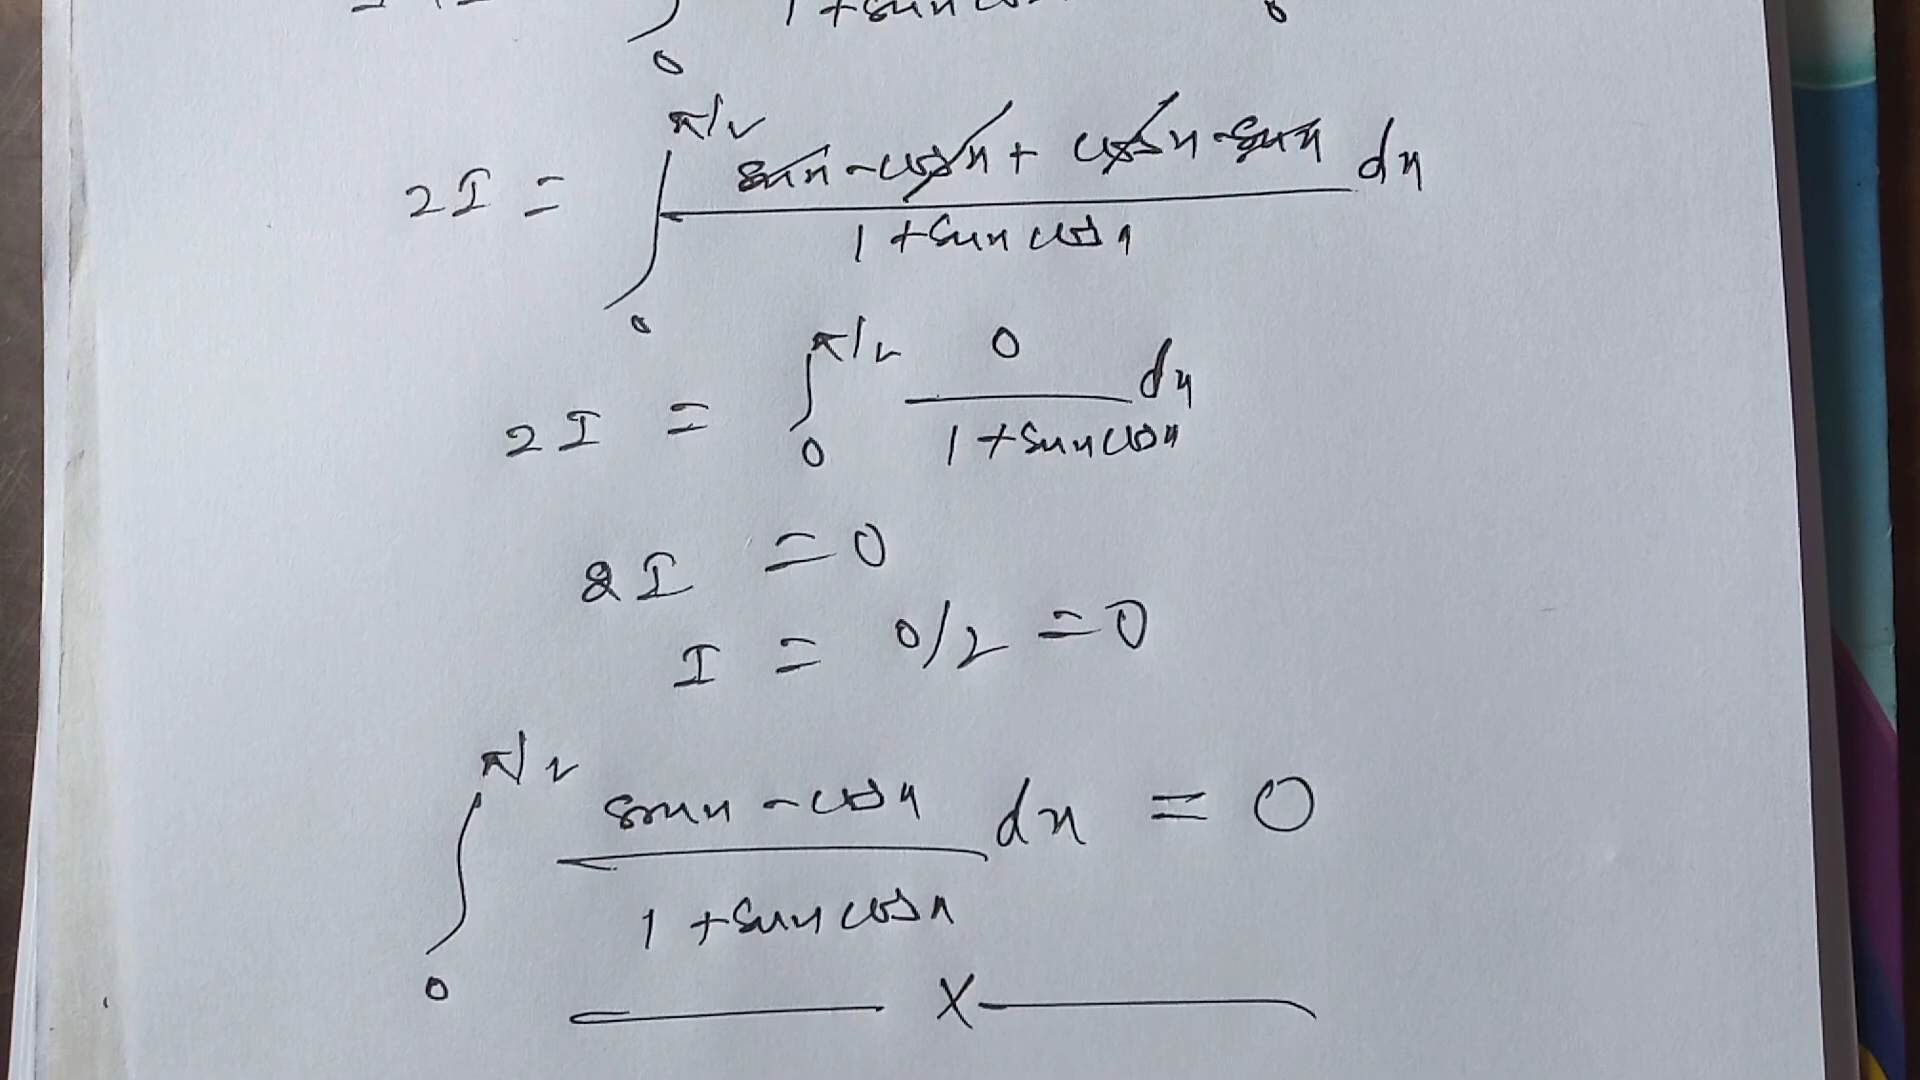 2I = ∫₀^π/2 (sinx - cosx + cosx - sinx)/(1 + sinx cosx) dx
2I = ∫₀^π/2 0/(1 + sinx cosx) dx
2I = 0
I = 0/2 = 0
∫₀^π/2 (sinx - cosx)/(1 + sinx cosx) dx = 0
X